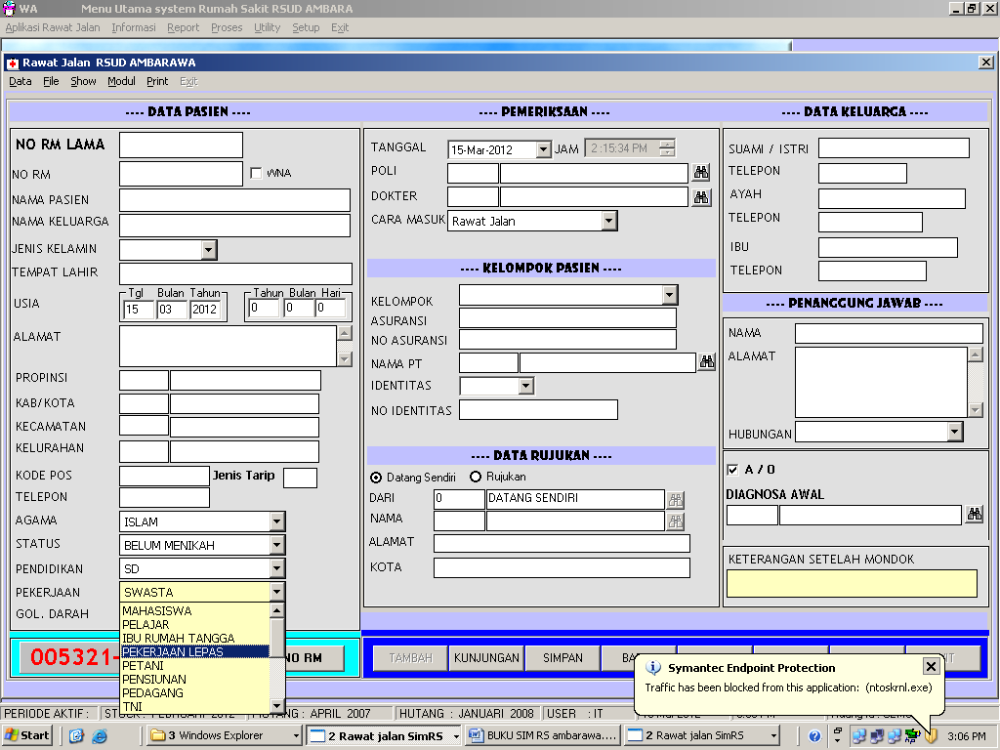 WA Menu Utama system Rumah Sakit RSUD AMBARA
Aplikasi Rawat Jalan Informasi Report Proses Utility Setup Exit
Rawat Jalan RSUD AMBARAWA
Data File Show Modul Print Exit
---- DATA PASIEN ----
NO RM LAMA
NO RM WNA
NAMA PASIEN
NAMA KELUARGA
JENIS KELAMIN
TEMPAT LAHIR
Tgl Bulan Tahun Tahun Bulan Hari
USIA 15 03 2012 0 0 0
ALAMAT
PROPINSI
KAB/KOTA
KECAMATAN
KELURAHAN
KODE POS Jenis Tarip
TELEPON
AGAMA ISLAM
STATUS BELUM MENIKAH
PENDIDIKAN SD
PEKERJAAN SWASTA
GOL. DARAH
MAHASISWA
PELAJAR
IBU RUMAH TANGGA
PEKERJAAN LEPAS
PETANI
PENSIUNAN
PEDAGANG
TNI
005321- NO RM
---- PEMERIKSAAN ----
TANGGAL 15-Mar-2012 JAM 2:15:34 PM
POLI
DOKTER
CARA MASUK Rawat Jalan
---- KELOMPOK PASIEN ----
KELOMPOK
ASURANSI
NO ASURANSI
NAMA PT
IDENTITAS
NO IDENTITAS
---- DATA RUJUKAN ----
Datang Sendiri Rujukan
DARI 0 DATANG SENDIRI
NAMA
ALAMAT
KOTA
---- DATA KELUARGA ----
SUAMI / ISTRI
TELEPON
AYAH
TELEPON
IBU
TELEPON
---- PENANGGUNG JAWAB ----
NAMA
ALAMAT
HUBUNGAN
A / O
DIAGNOSA AWAL
KETERANGAN SETELAH MONDOK
TAMBAH KUNJUNGAN SIMPAN BA
Symantec Endpoint Protection
Traffic has been blocked from this application: (ntoskrnl.exe)
PERIODE AKTIF : HUTANG : APRIL 2007 HUTANG : JANUARI 2008 USER : IT
Start 3 Windows Explorer 2 Rawat jalan SimRS BUKU SIM RS ambarawa.... 2 Rawat jalan SimRS 3:06 PM